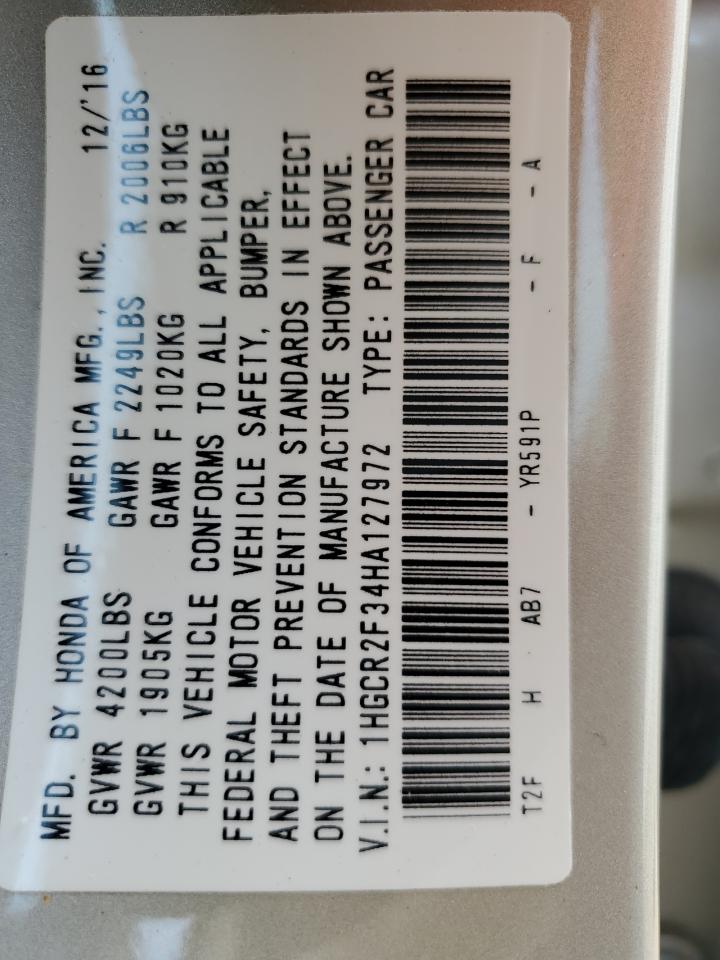 MFD. BY HONDA OF AMERICA MFG., INC. 12/'16
GVWR 4200LBS GAWR F 2249LBS R 2006LBS
GVWR 1905KG GAWR F 1020KG R 910KG
THIS VEHICLE CONFORMS TO ALL APPLICABLE
FEDERAL MOTOR VEHICLE SAFETY, BUMPER,
AND THEFT PREVENTION STANDARDS IN EFFECT
ON THE DATE OF MANUFACTURE SHOWN ABOVE.
V.I.N.: 1HGCR2F34HA127972 TYPE: PASSENGER CAR
T2F H AB7 - YR591P - F - A